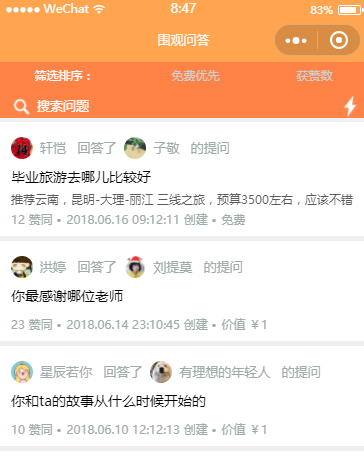 WeChat 8:47 83%
围观问答
筛选排序： 免费优先 获赞数
搜索问题
轩恺 回答了 子敬 的提问
毕业旅游去哪儿比较好
推荐云南，昆明-大理-丽江 三线之旅，预算3500左右，应该不错
12 赞同 • 2018.06.16 09:12:11 创建 • 免费
洪婷 回答了 刘提莫 的提问
你最感谢哪位老师
23 赞同 • 2018.06.14 23:10:45 创建 • 价值 ￥1
星辰若你 回答了 有理想的年轻人 的提问
你和ta的故事从什么时候开始的
10 赞同 • 2018.06.10 12:12:13 创建 • 价值 ￥1